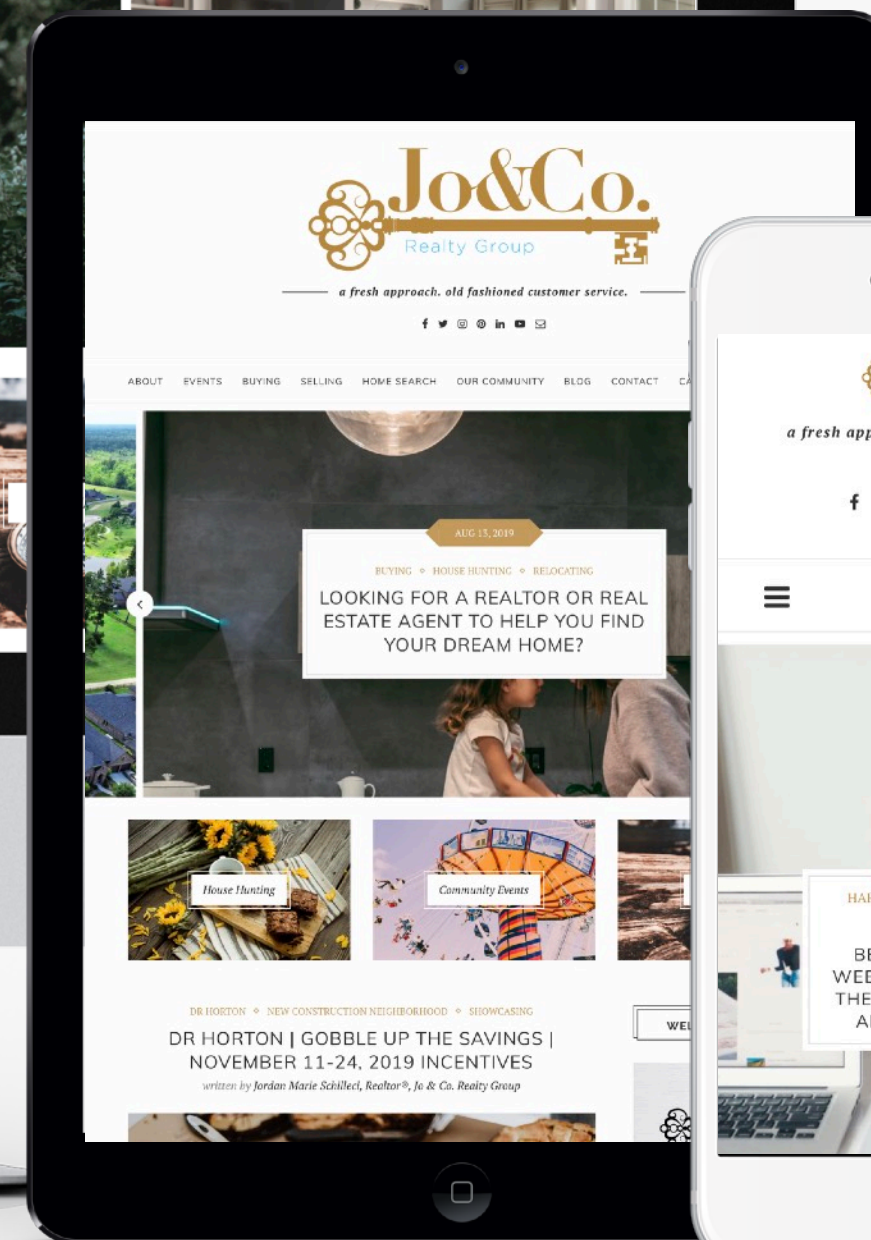 Jo&Co.
Realty Group
a fresh approach. old fashioned customer service.
ABOUT EVENTS BUYING SELLING HOME SEARCH OUR COMMUNITY BLOG CONTACT
AUG 13, 2019
BUYING ⋄ HOUSE HUNTING ⋄ RELOCATING
LOOKING FOR A REALTOR OR REAL
ESTATE AGENT TO HELP YOU FIND
YOUR DREAM HOME?
House Hunting
Community Events
DR HORTON ⋄ NEW CONSTRUCTION NEIGHBORHOOD ⋄ SHOWCASING
DR HORTON | GOBBLE UP THE SAVINGS |
NOVEMBER 11-24, 2019 INCENTIVES
written by Jordan Marie Schilleci, Realtor®, Jo & Co. Realty Group
a fresh
THE